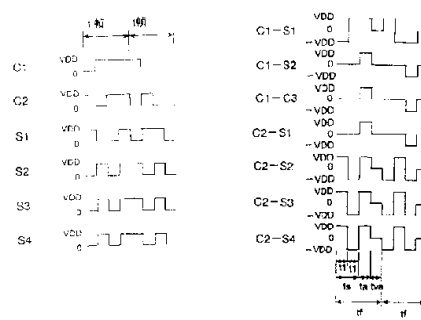 1帧 1帧
C1 VDD 0
C2 VDD 0
S1 VDD 0
S2 VDD 0
S3 VDD 0
S4 VDD 0
C1－S1 VDD 0 －VDD
C1－S2 VDD 0 －VDD
C1－C3 VDD 0 －VDD
C2－S1 VDD 0 －VDD
C2－S2 VDD 0 －VDD
C2－S3 VDD 0 －VDD
C2－S4 VDD 0 －VDD
t1 t1
ts ta tva
tf tf